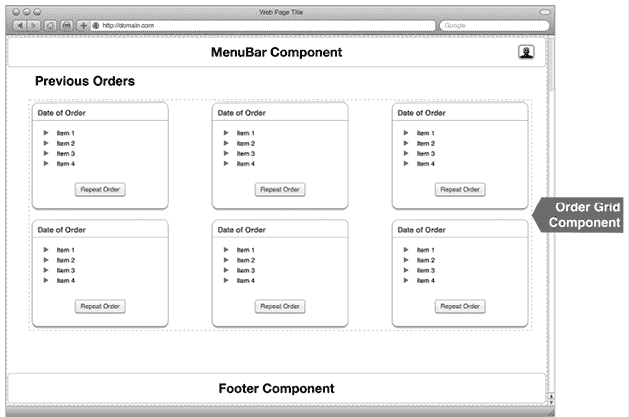 Web Page Title
http://domain.com
Google
MenuBar Component
Previous Orders
Date of Order
Item 1
Item 2
Item 3
Item 4
Repeat Order
Date of Order
Item 1
Item 2
Item 3
Item 4
Repeat Order
Date of Order
Item 1
Item 2
Item 3
Item 4
Repeat Order
Order Grid
Component
Date of Order
Item 1
Item 2
Item 3
Item 4
Repeat Order
Date of Order
Item 1
Item 2
Item 3
Item 4
Repeat Order
Date of Order
Item 1
Item 2
Item 3
Item 4
Repeat Order
Footer Component